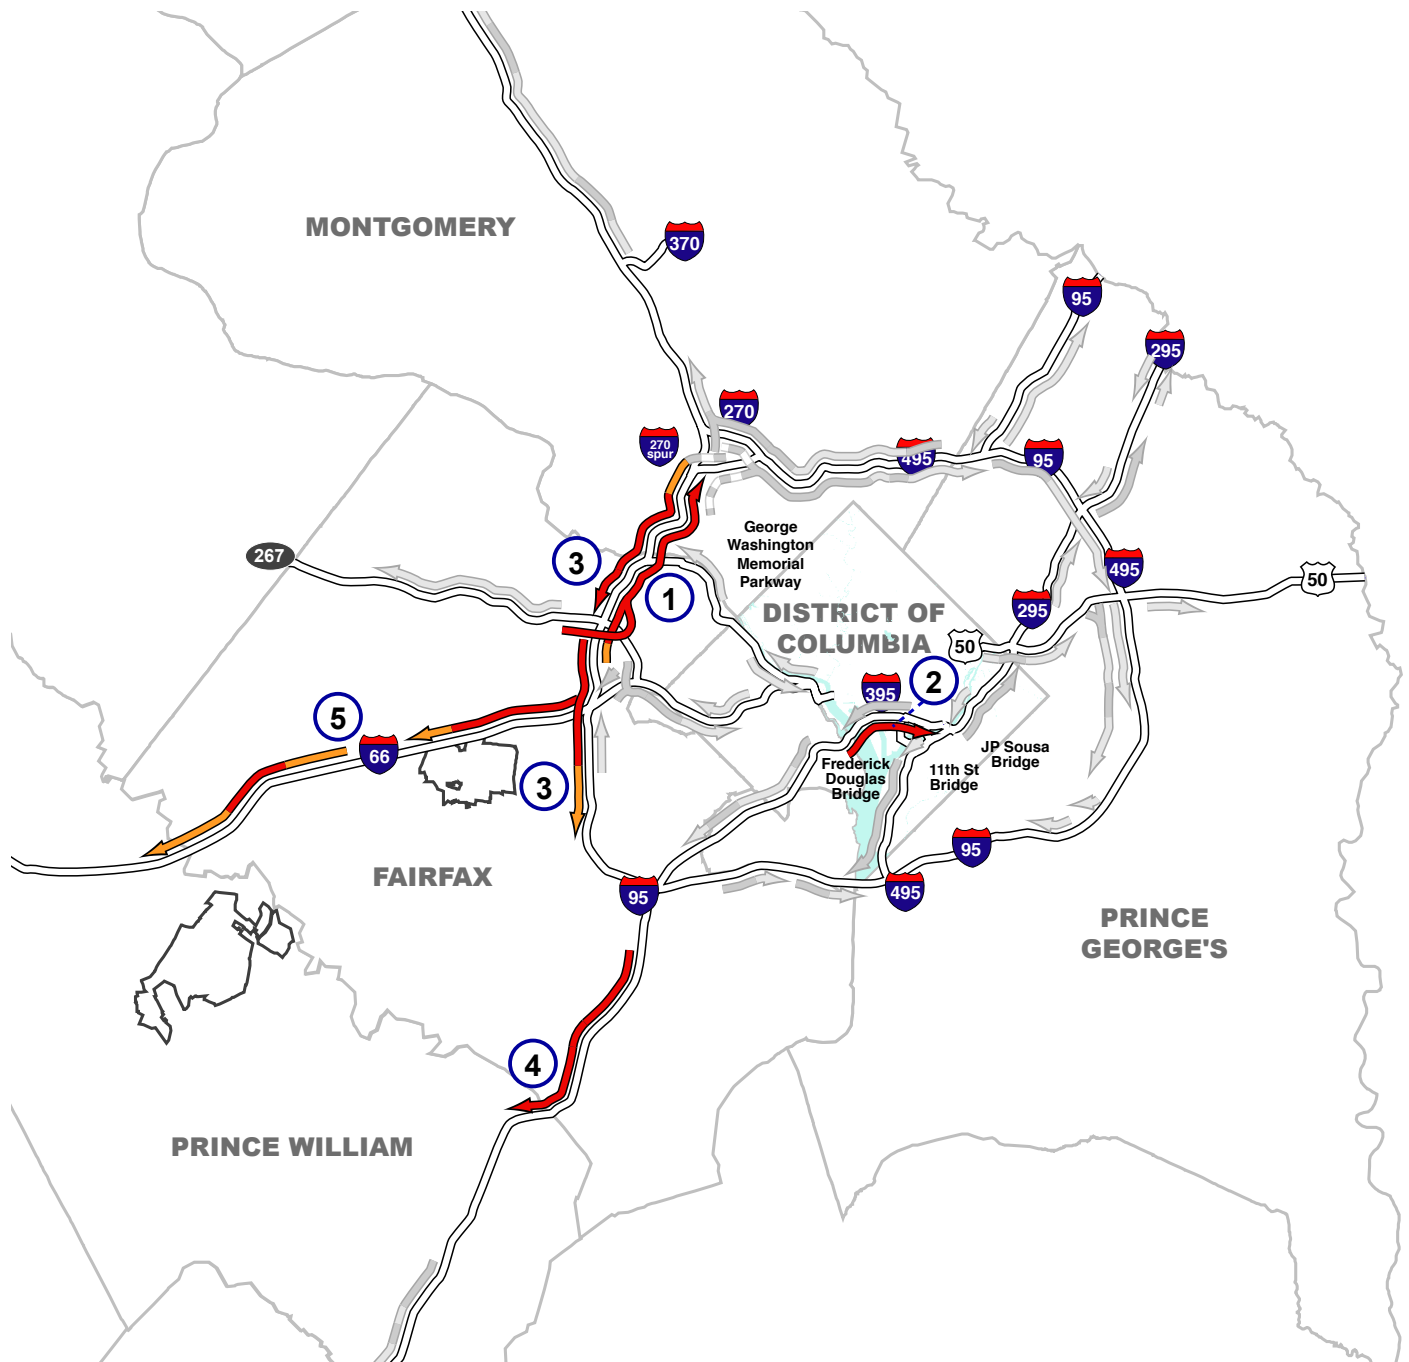 MONTGOMERY
370
95
295
270
270
spur
495
95
George
Washington
Memorial
Parkway
267
3
1
495
50
DISTRICT OF
COLUMBIA
295
50
2
395
5
66
JP Sousa
Bridge
Frederick
Douglas
Bridge
11th St
Bridge
3
95
FAIRFAX
95
495
PRINCE
GEORGE'S
4
PRINCE WILLIAM